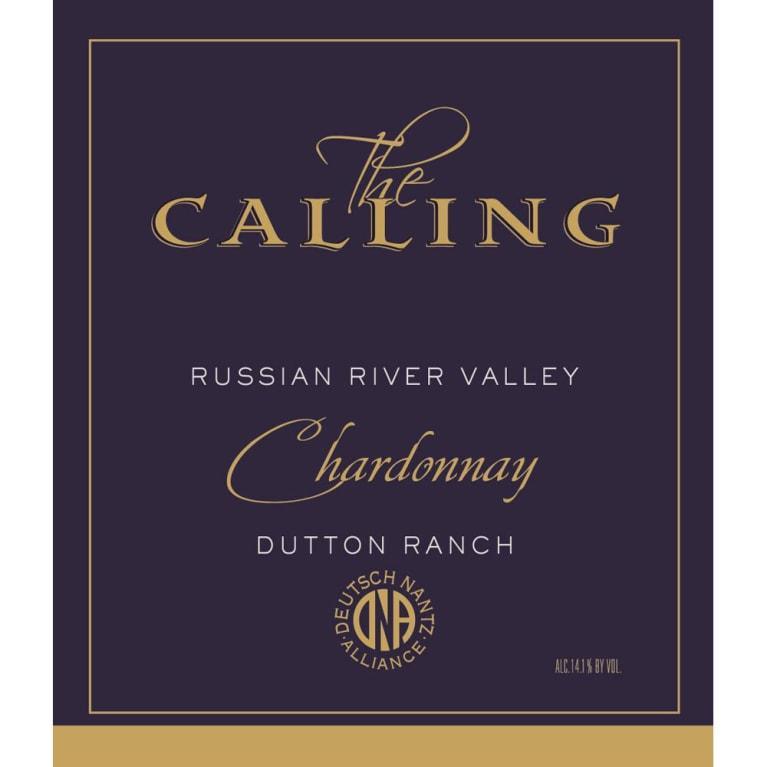 The
CALLING
RUSSIAN RIVER VALLEY
Chardonnay
DUTTON RANCH
DEUTSCH NANTZ
DNA
·ALLIANCE·
ALC.14.1% BY VOL.